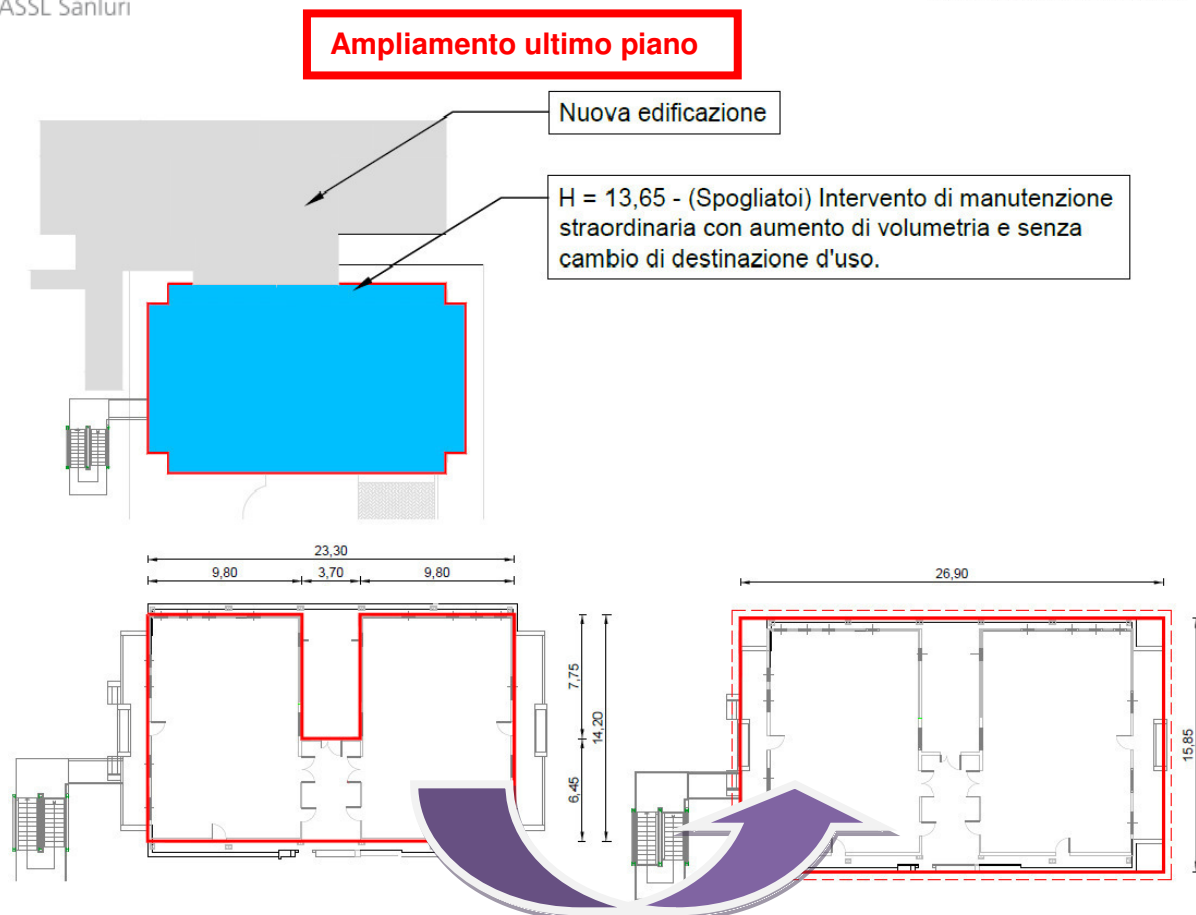 ASSL Sanluri
Ampliamento ultimo piano
Nuova edificazione
H = 13,65 - (Spogliatoi) Intervento di manutenzione
straordinaria con aumento di volumetria e senza
cambio di destinazione d'uso.
23,30
9,80 3,70 9,80
7,75
14,20
6,45
26,90
15,85